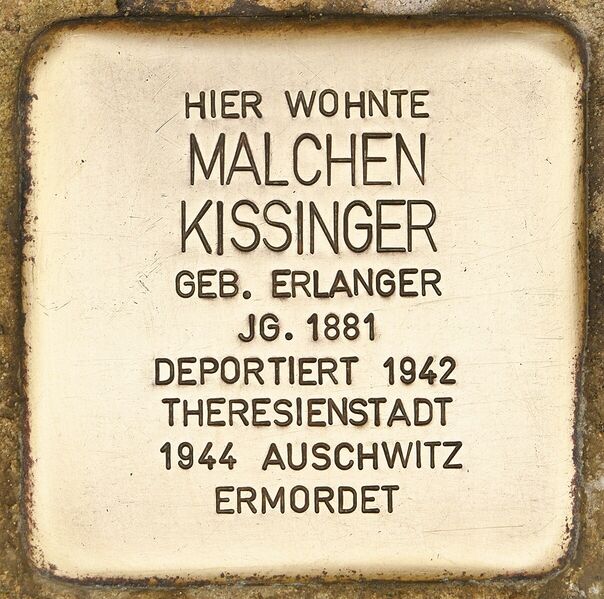 HIER WOHNTE
MALCHEN
KISSINGER
GEB. ERLANGER
JG. 1881
DEPORTIERT 1942
THERESIENSTADT
1944 AUSCHWITZ
ERMORDET